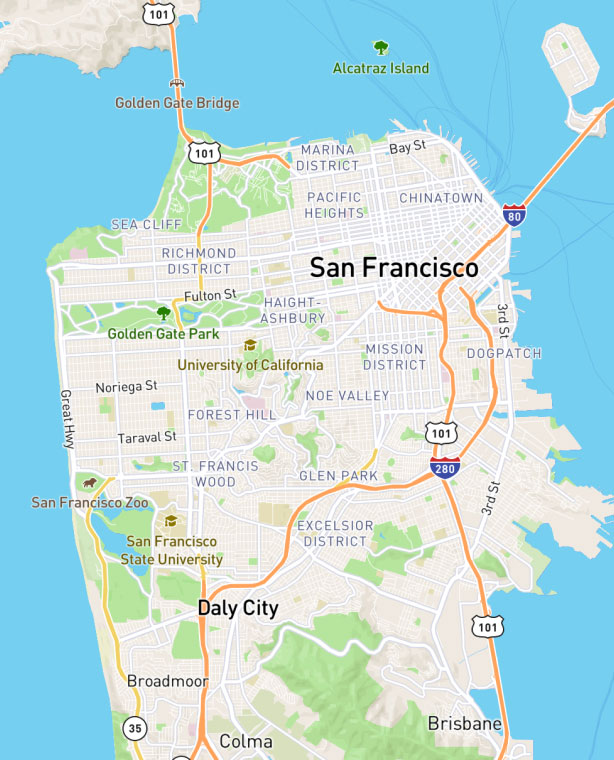 101
Alcatraz Island
Golden Gate Bridge
101
MARINA
DISTRICT
Bay St
PACIFIC
HEIGHTS
CHINATOWN
80
SEA CLIFF
RICHMOND
DISTRICT
San Francisco
Fulton St
HAIGHT-
ASHBURY
3rd St
Golden Gate Park
University of California
MISSION
DISTRICT
DOGPATCH
Great Hwy
Noriega St
NOE VALLEY
FOREST HILL
Taraval St
101
ST. FRANCIS
WOOD
GLEN PARK
280
San Francisco Zoo
3rd St
San Francisco
State University
EXCELSIOR
DISTRICT
Daly City
101
Broadmoor
35
Brisbane
Colma